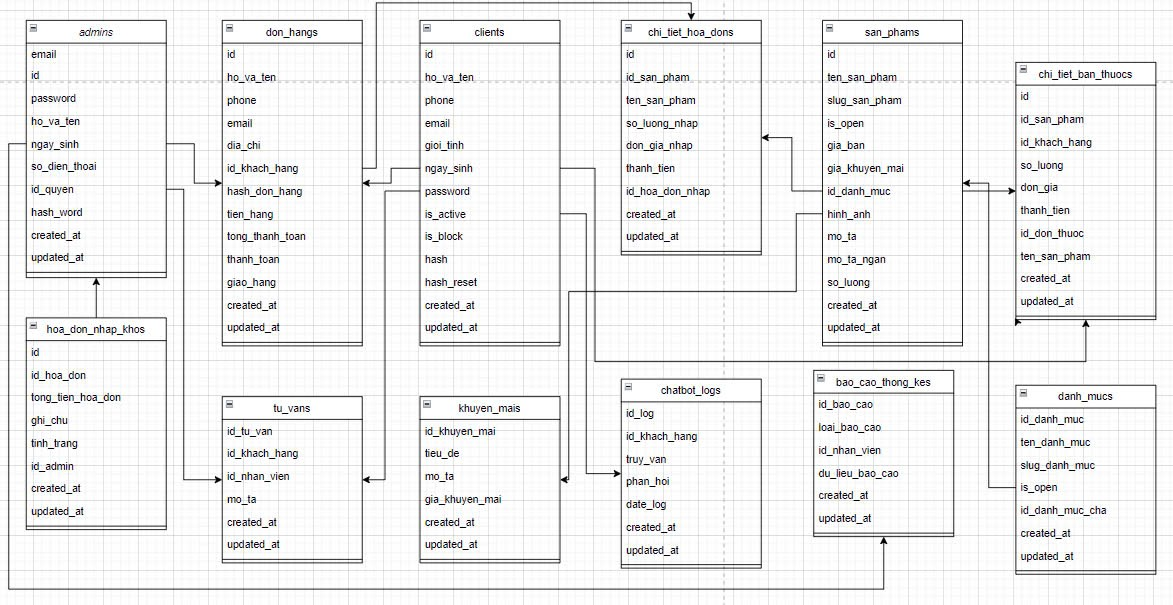 admins
email
id
password
ho_va_ten
ngay_sinh
so_dien_thoai
id_quyen
hash_word
created_at
updated_at
don_hangs
id
ho_va_ten
phone
email
dia_chi
id_khach_hang
hash_don_hang
tien_hang
tong_thanh_toan
thanh_toan
giao_hang
created_at
updated_at
clients
id
ho_va_ten
phone
email
gioi_tinh
ngay_sinh
password
is_active
is_block
hash
hash_reset
created_at
updated_at
chi_tiet_hoa_dons
id
id_san_pham
ten_san_pham
so_luong_nhap
don_gia_nhap
thanh_tien
id_hoa_don_nhap
created_at
updated_at
san_phams
id
ten_san_pham
slug_san_pham
is_open
gia_ban
gia_khuyen_mai
id_danh_muc
hinh_anh
mo_ta
mo_ta_ngan
so_luong
created_at
updated_at
chi_tiet_ban_thuocs
id
id_san_pham
id_khach_hang
so_luong
don_gia
thanh_tien
id_don_thuoc
ten_san_pham
created_at
updated_at
hoa_don_nhap_khos
id
id_hoa_don
tong_tien_hoa_don
ghi_chu
tinh_trang
id_admin
created_at
updated_at
tu_vans
id_tu_van
id_khach_hang
id_nhan_vien
mo_ta
created_at
updated_at
khuyen_mais
id_khuyen_mai
tieu_de
mo_ta
gia_khuyen_mai
created_at
updated_at
chatbot_logs
id_log
id_khach_hang
truy_van
phan_hoi
date_log
created_at
updated_at
bao_cao_thong_kes
id_bao_cao
loai_bao_cao
id_nhan_vien
du_lieu_bao_cao
created_at
updated_at
danh_mucs
id_danh_muc
ten_danh_muc
slug_danh_muc
is_open
id_danh_muc_cha
created_at
updated_at